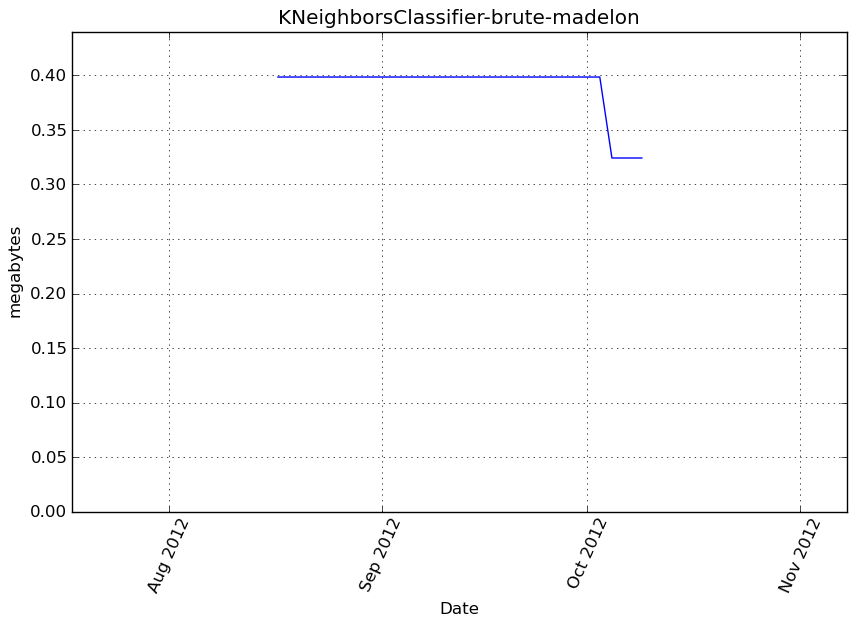 KNeighborsClassifier-brute-madelon
0.40
0.35
0.30
0.25
0.20
0.15
0.10
0.05
0.00
megabytes
Aug 2012
Sep 2012
Oct 2012
Nov 2012
Date